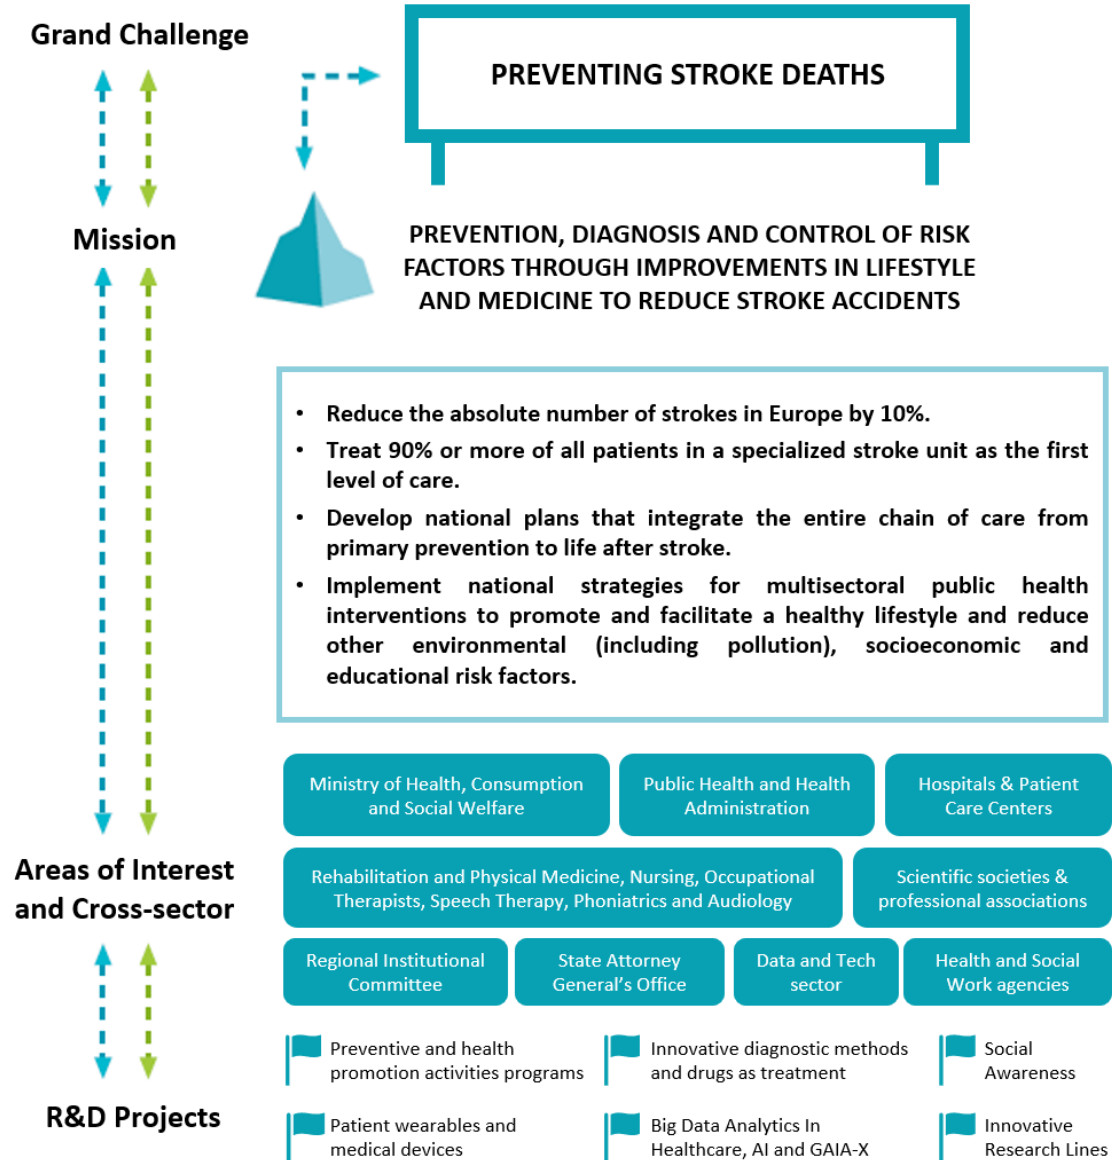 Grand Challenge
PREVENTING STROKE DEATHS
Mission
PREVENTION, DIAGNOSIS AND CONTROL OF RISK
FACTORS THROUGH IMPROVEMENTS IN LIFESTYLE
AND MEDICINE TO REDUCE STROKE ACCIDENTS
• Reduce the absolute number of strokes in Europe by 10%.
• Treat 90% or more of all patients in a specialized stroke unit as the first
level of care.
• Develop national plans that integrate the entire chain of care from
primary prevention to life after stroke.
• Implement national strategies for multisectoral public health
interventions to promote and facilitate a healthy lifestyle and reduce
other environmental (including pollution), socioeconomic and
educational risk factors.
Areas of Interest
and Cross-sector
Ministry of Health, Consumption
and Social Welfare
Public Health and Health
Administration
Hospitals & Patient
Care Centers
Rehabilitation and Physical Medicine, Nursing, Occupational
Therapists, Speech Therapy, Phoniatrics and Audiology
Scientific societies &
professional associations
Regional Institutional
Committee
State Attorney
General's Office
Data and Tech
sector
Health and Social
Work agencies
R&D Projects
Preventive and health
promotion activities programs
Innovative diagnostic methods
and drugs as treatment
Social
Awareness
Patient wearables and
medical devices
Big Data Analytics In
Healthcare, AI and GAIA-X
Innovative
Research Lines